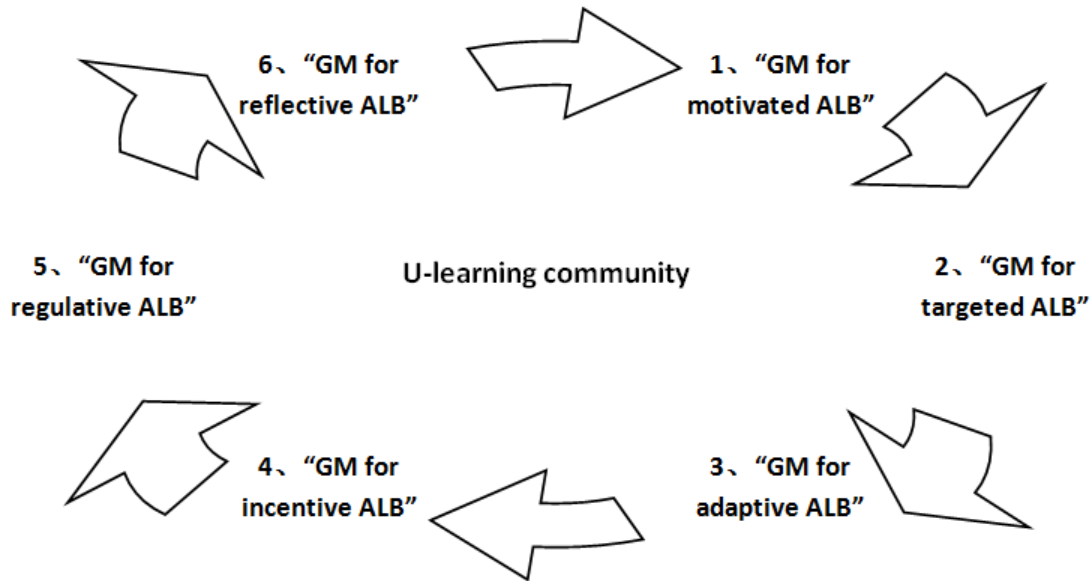 6、“GM for
reflective ALB”
1、“GM for
motivated ALB”
5、“GM for
regulative ALB”
U-learning community
2、“GM for
targeted ALB”
4、“GM for
incentive ALB”
3、“GM for
adaptive ALB”